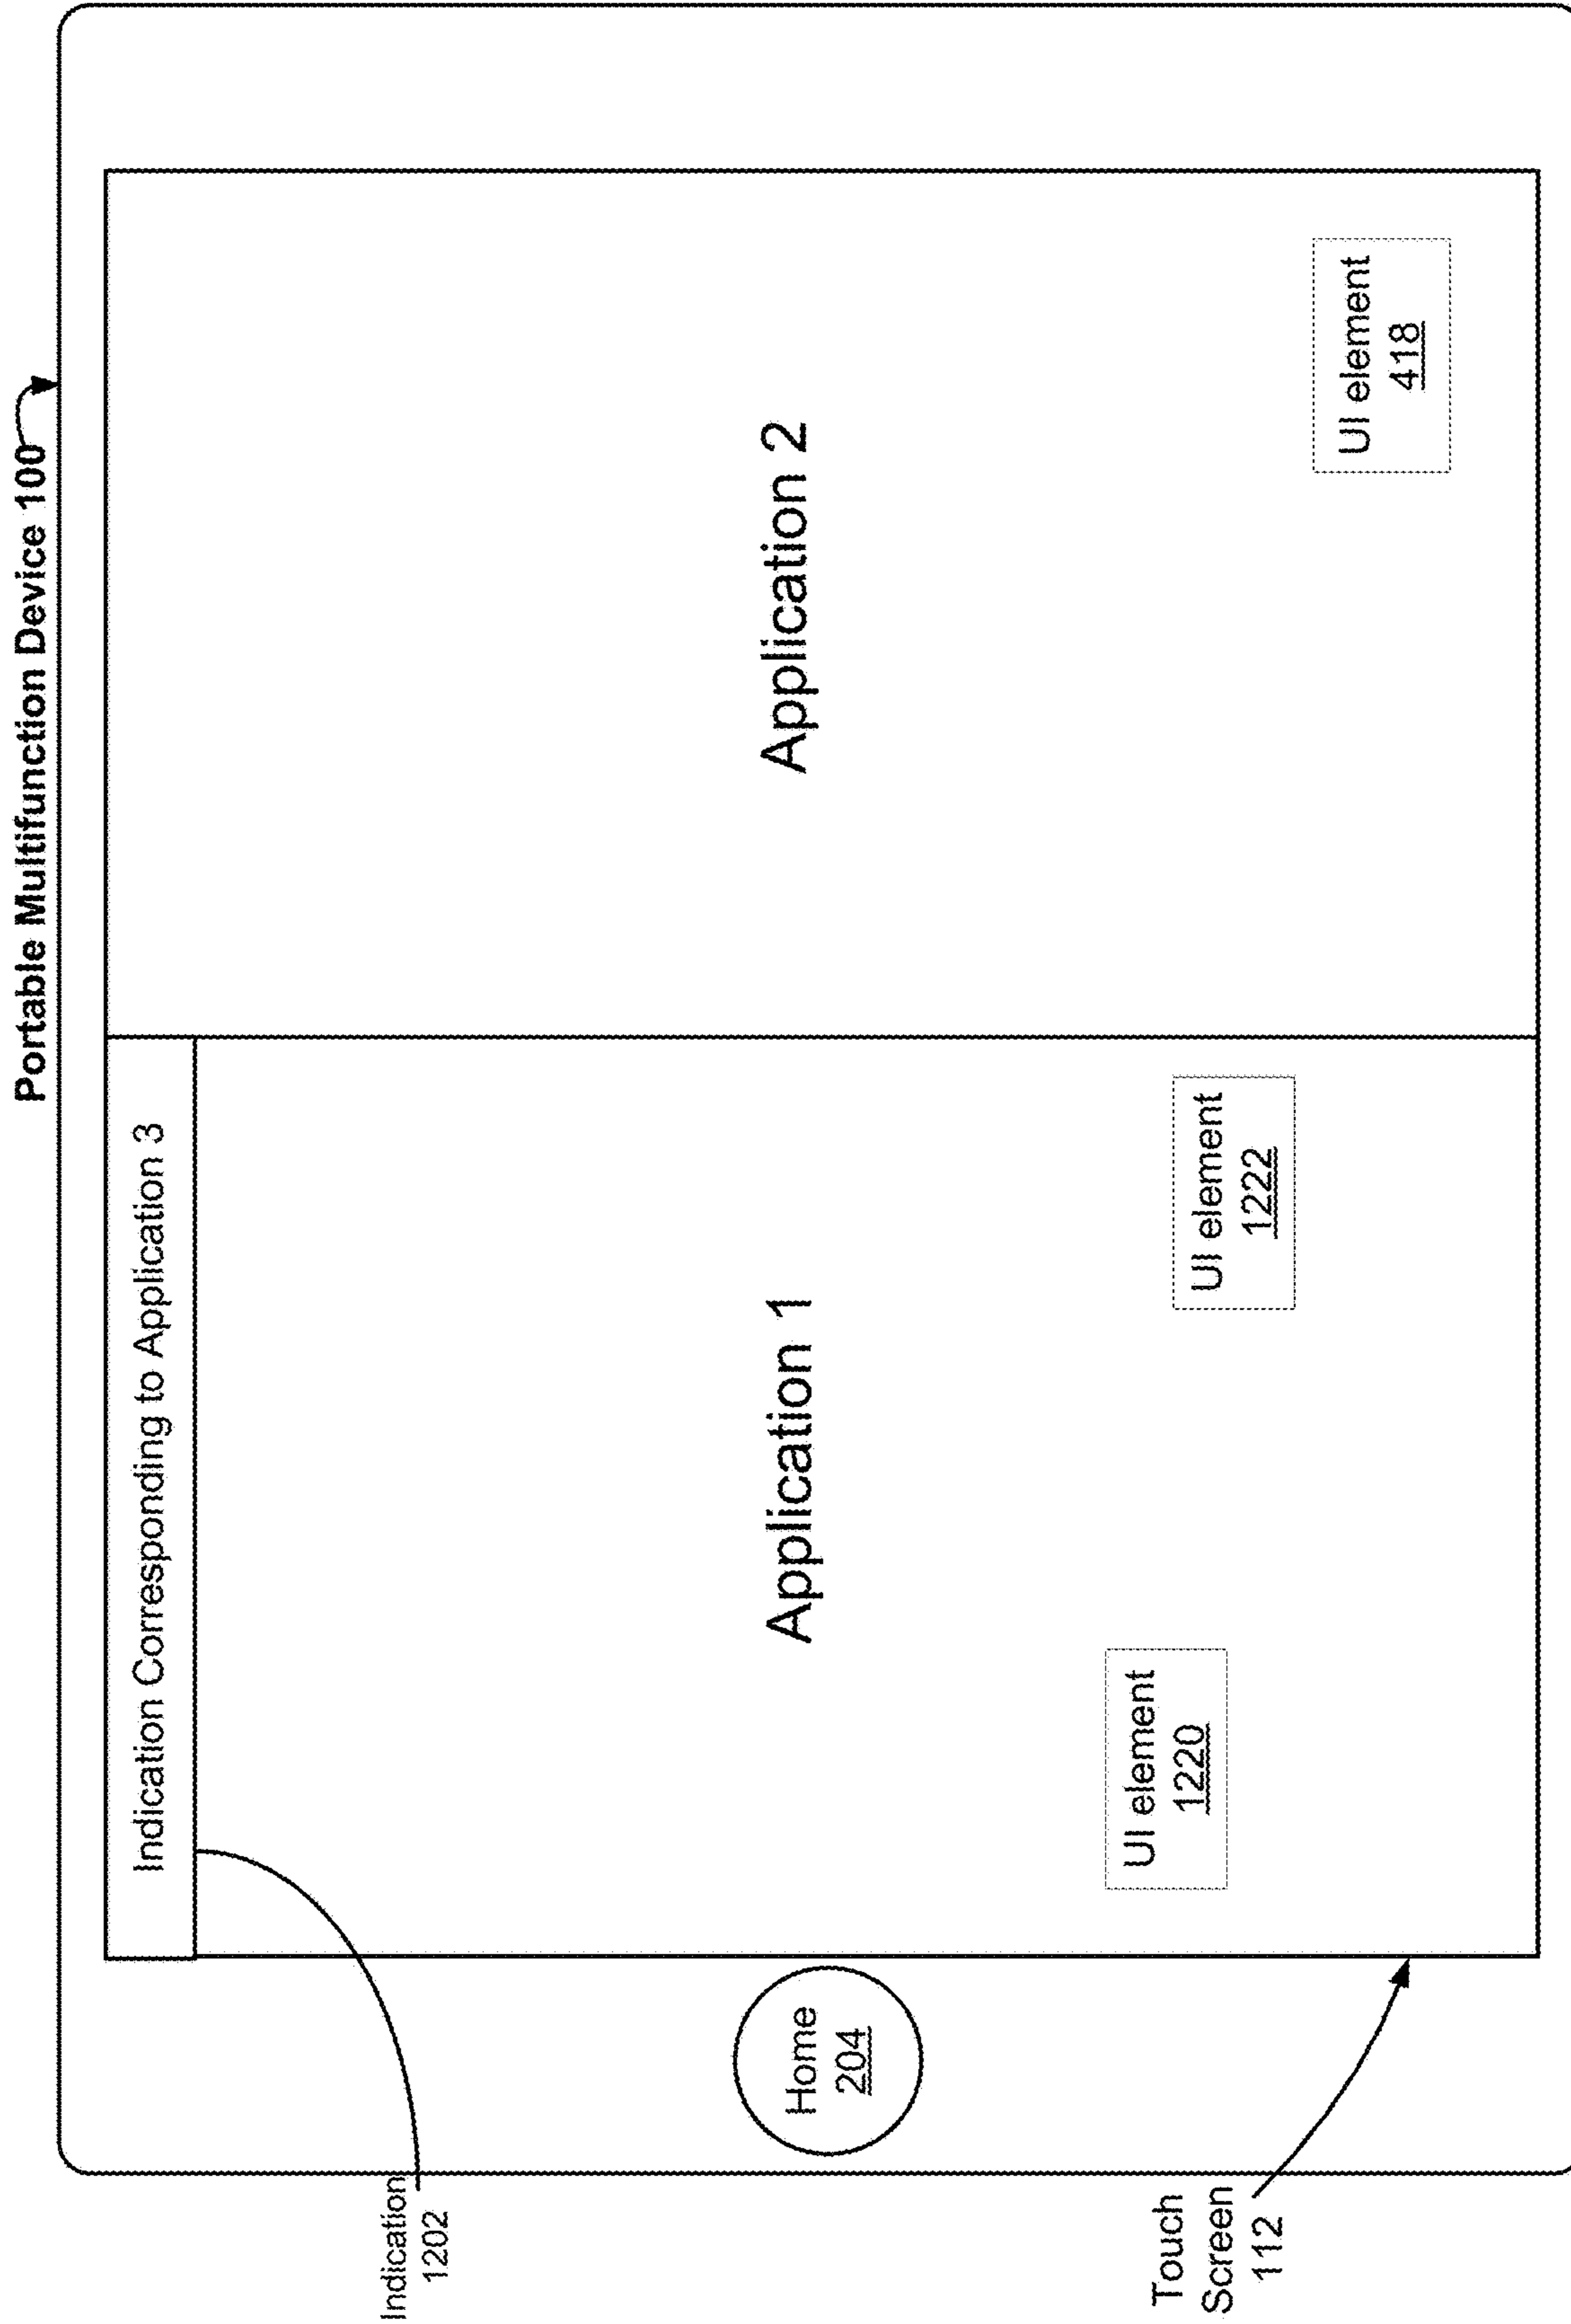 Portable Multifunction Device 100
Indication Corresponding to Application 3
Indication
1202
Home
204
Application 1
Application 2
UI element
1220
UI element
1222
UI element
418
Touch
Screen
112